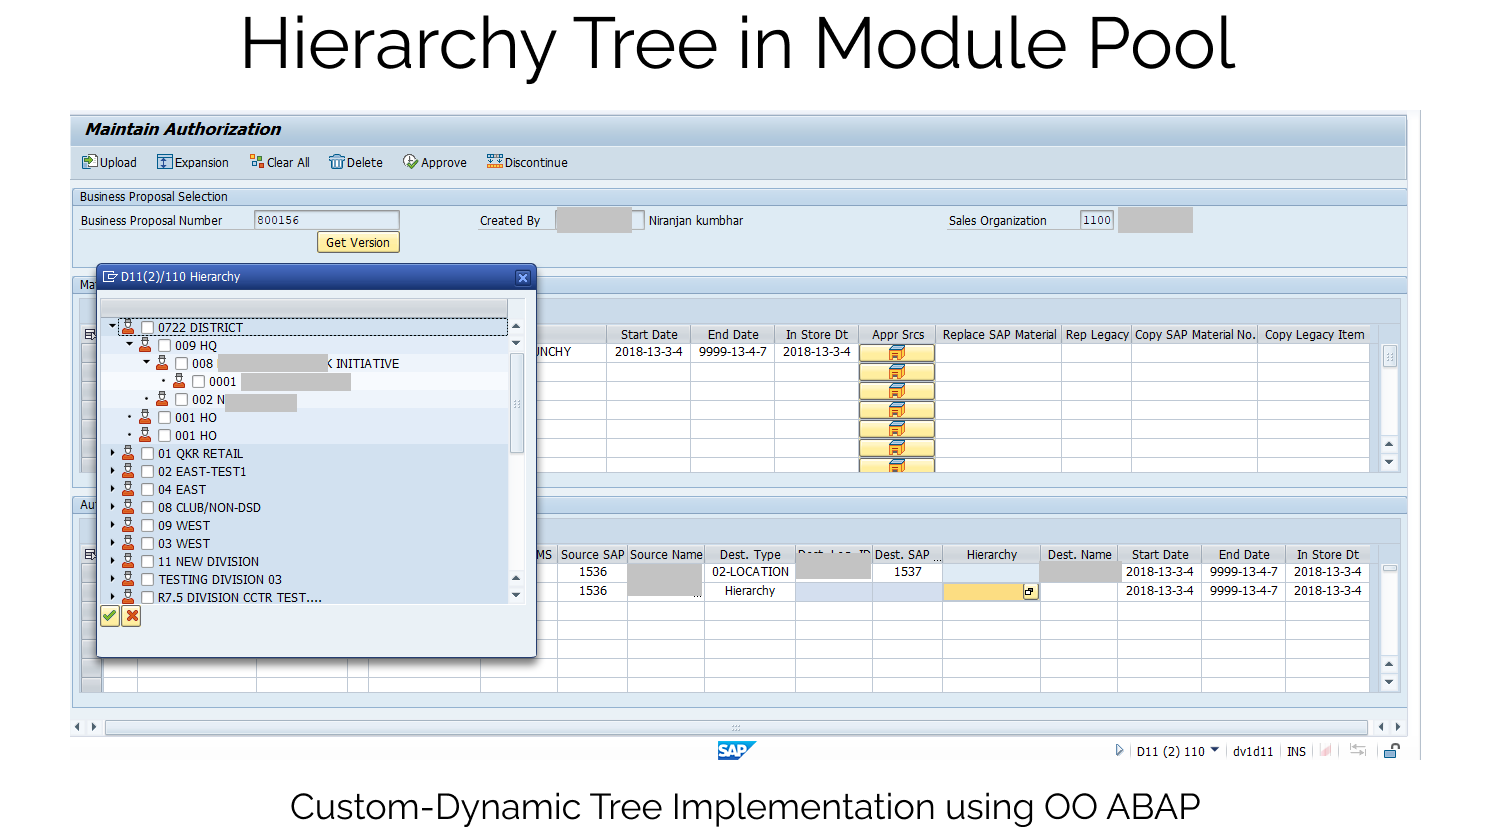 Hierarchy Tree in Module Pool
Maintain Authorization
Upload Expansion Clear All Delete Approve Discontinue
Business Proposal Selection
Business Proposal Number 800156 Created By Niranjan kumbhar Sales Organization 1100
Get Version
D11(2)/110 Hierarchy
Ma
0722 DISTRICT
009 HQ
008 K INITIATIVE
0001
002 N
001 HO
001 HO
01 QKR RETAIL
02 EAST-TEST1
04 EAST
08 CLUB/NON-DSD
09 WEST
03 WEST
11 NEW DIVISION
TESTING DIVISION 03
R7.5 DIVISION CCTR TEST....
Start Date End Date In Store Dt Appr Srcs Replace SAP Material Rep Legacy Copy SAP Material No. Copy Legacy Item
UNCHY 2018-13-3-4 9999-13-4-7 2018-13-3-4
Au
MS Source SAP Source Name Dest. Type Dest. SAP ... Hierarchy Dest. Name Start Date End Date In Store Dt
1536 02-LOCATION 1537 2018-13-3-4 9999-13-4-7 2018-13-3-4
1536 ... Hierarchy 2018-13-3-4 9999-13-4-7 2018-13-3-4
SAP
D11 (2) 110 dv1d11 INS
Custom-Dynamic Tree Implementation using OO ABAP